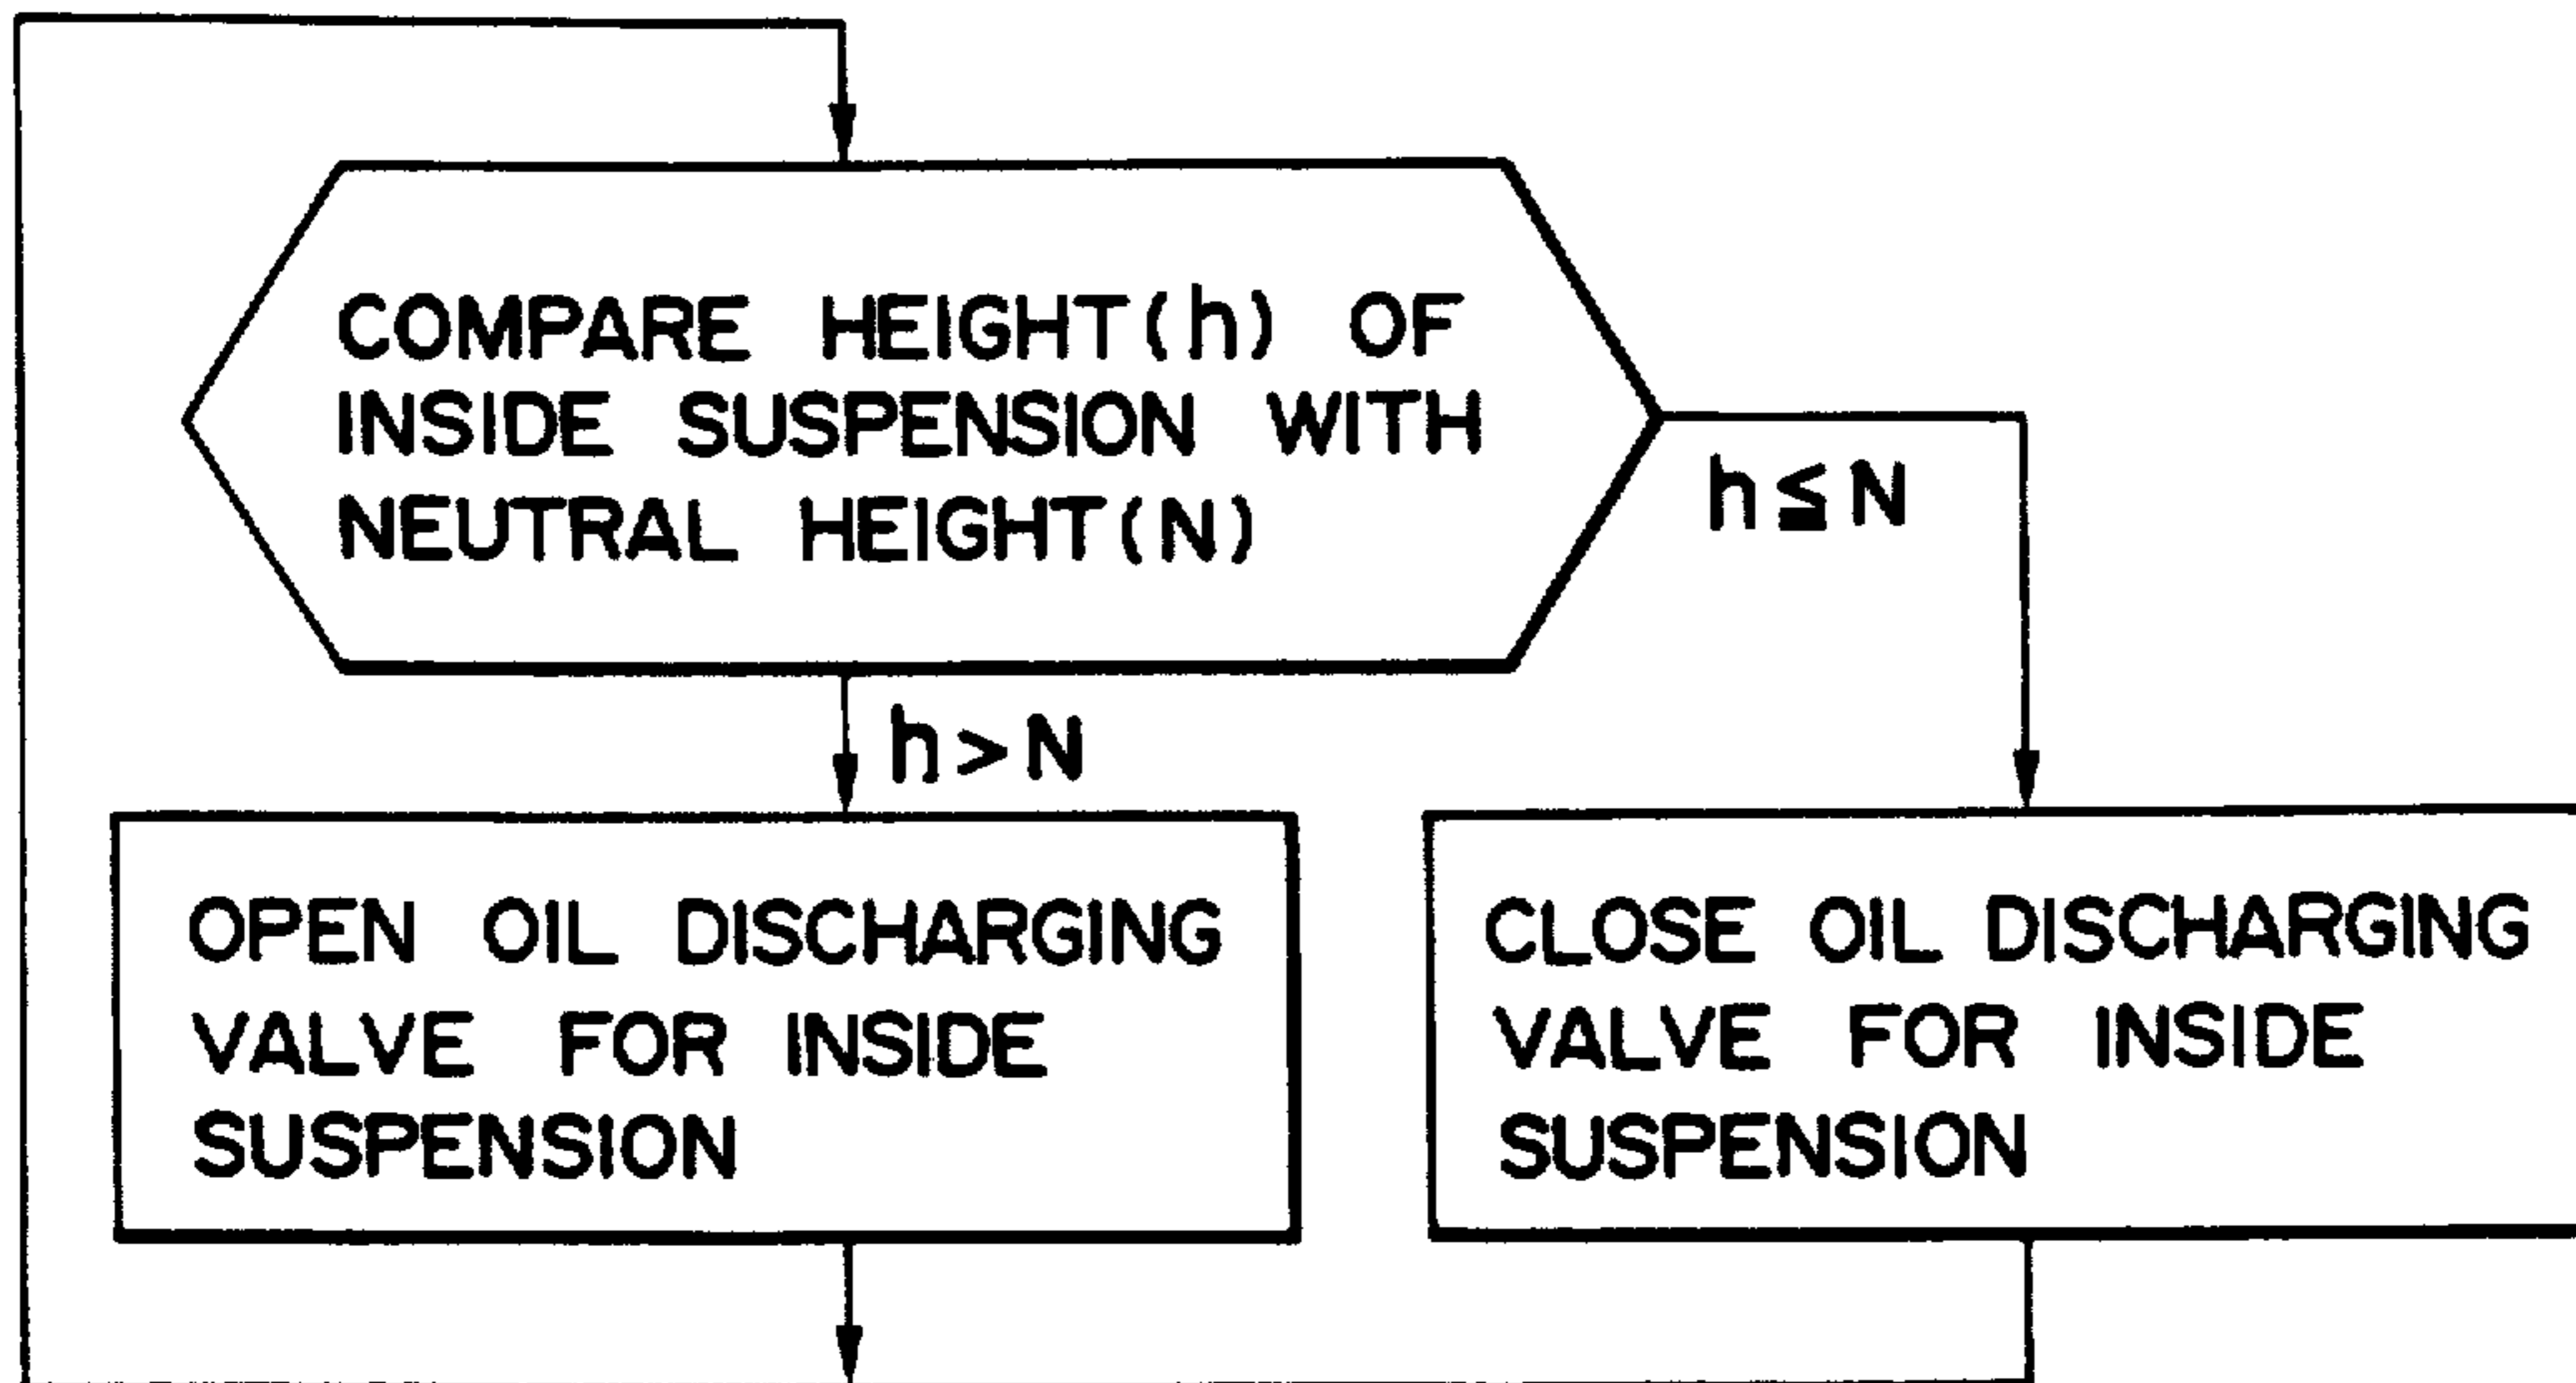 COMPARE HEIGHT(h) OF
INSIDE SUSPENSION WITH
NEUTRAL HEIGHT(N)
h≦N
h>N
OPEN OIL DISCHARGING
VALVE FOR INSIDE
SUSPENSION
CLOSE OIL DISCHARGING
VALVE FOR INSIDE
SUSPENSION